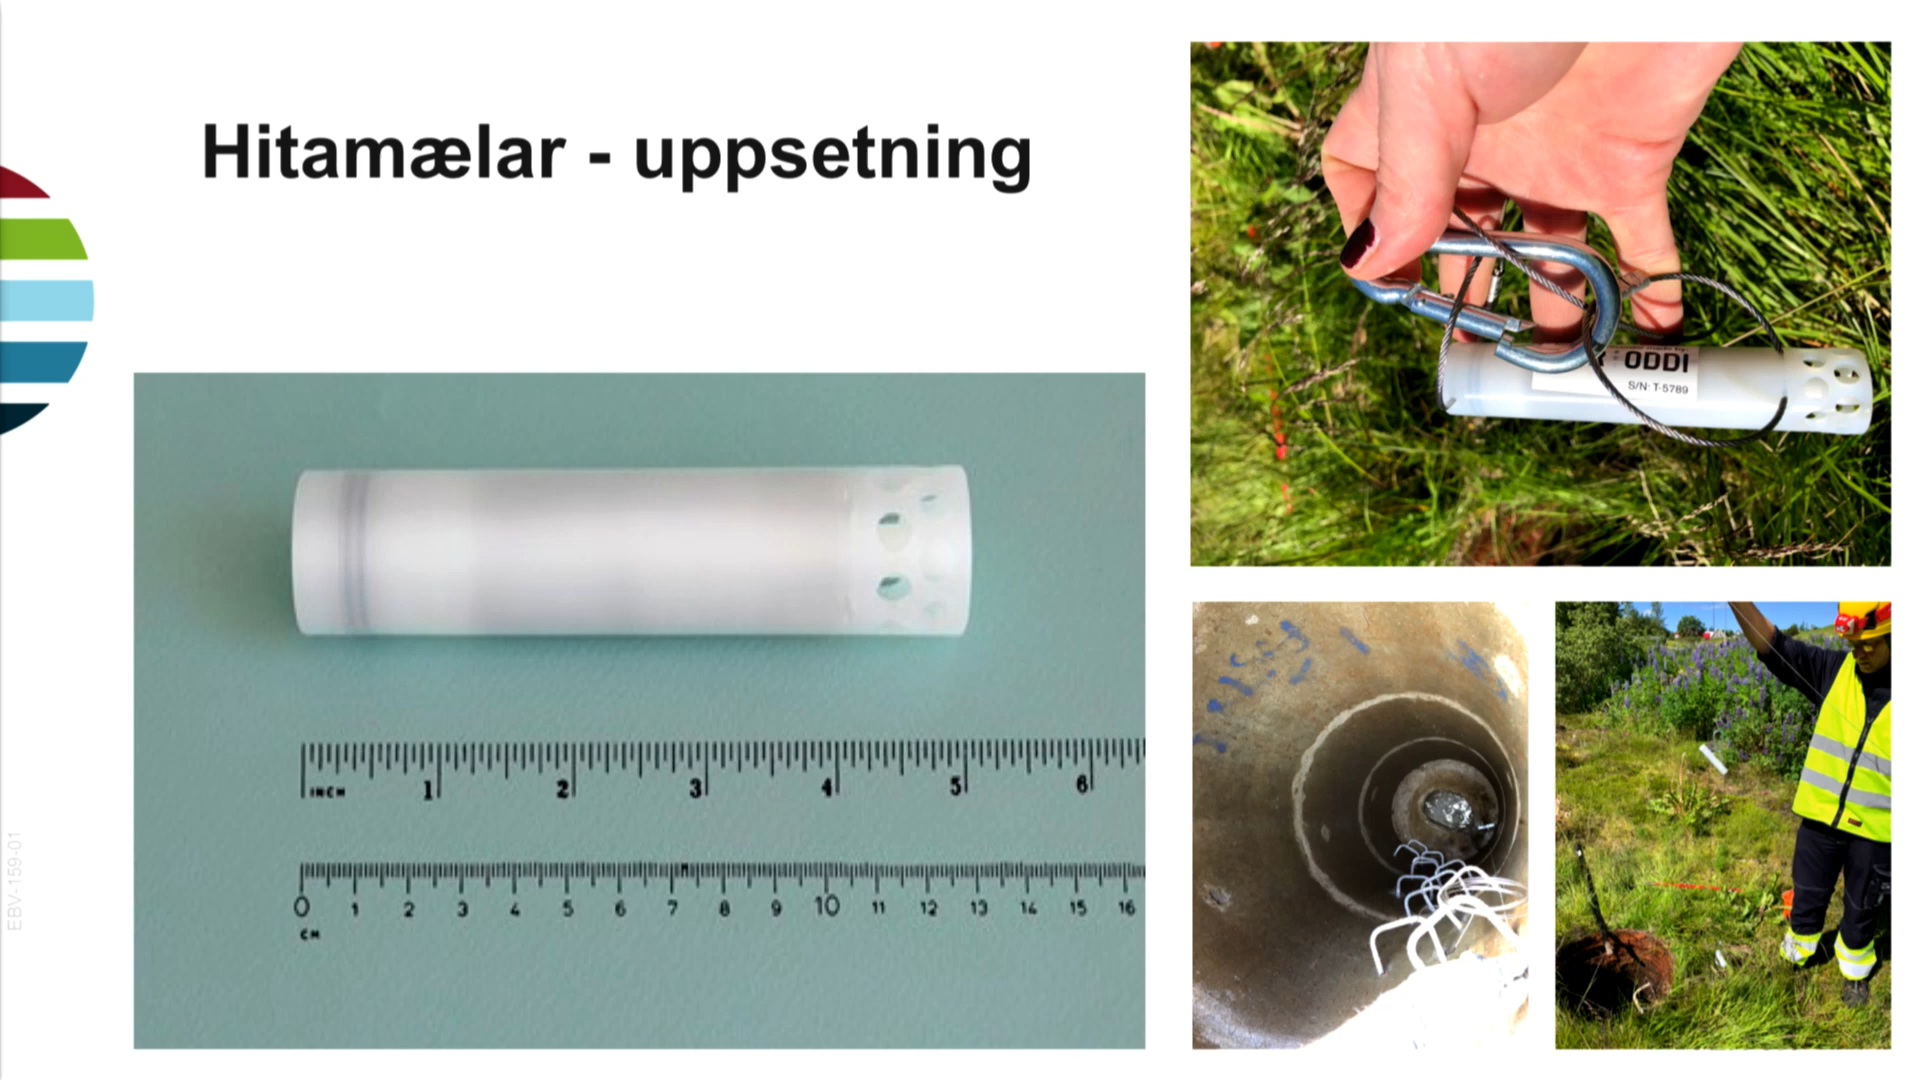 Hitamælar - uppsetning
ODDI
S/N: T-5789
INCH 1 2 3 4 5 6
0 1 2 3 4 5 6 7 8 9 10 11 12 13 14 15 16
CM
EBV-159-01